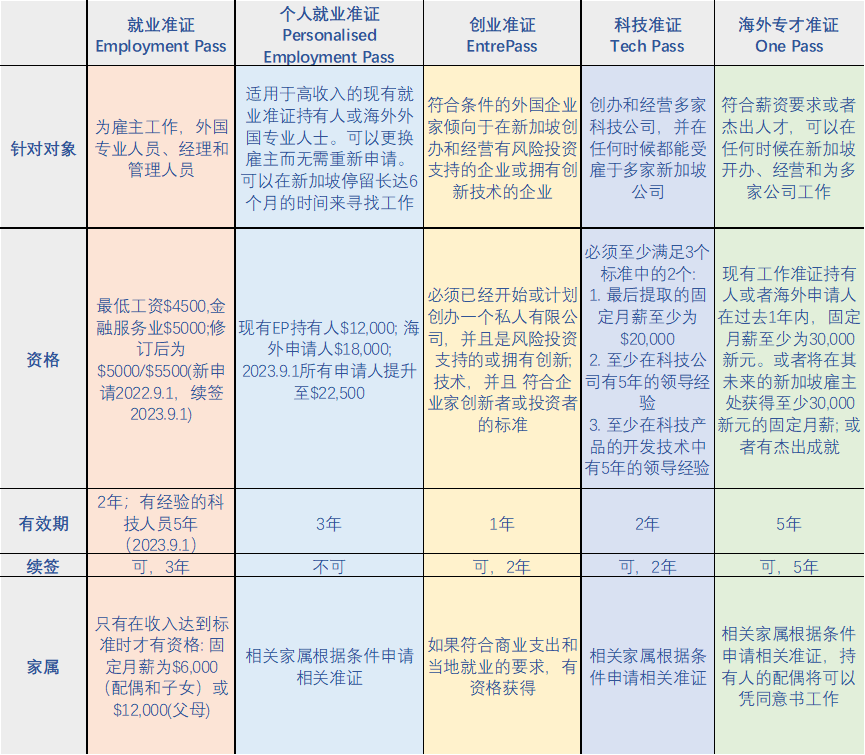 就业准证
Employment Pass
个人就业准证
Personalised
Employment Pass
创业准证
EntrePass
科技准证
Tech Pass
海外专才准证
One Pass
针对对象
为雇主工作，外国
专业人员、经理和
管理人员
适用于高收入的现有就
业准证持有人或海外外
国专业人士。可以更换
雇主而无需重新申请。
可以在新加坡停留长达6
个月的时间来寻找工作
符合条件的外国企业
家倾向于在新加坡创
办和经营有风险投资
支持的企业或拥有创
新技术的企业
创办和经营多家
科技公司，并在
任何时候都能受
雇于多家新加坡
公司
符合薪资要求或者
杰出人才，可以在
任何时候在新加坡
开办、经营和为多
家公司工作
资格
最低工资$4500,金
融服务业$5000;修
订后为
$5000/$5500(新申
请2022.9.1，续签
2023.9.1)
现有EP持有人$12,000; 海
外申请人$18,000;
2023.9.1所有申请人提升
至$22,500
必须已经开始或计划
创办一个私人有限公
司，并且是风险投资
支持的或拥有创新;
技术，并且 符合企
业家创新者或投资者
的标准
必须至少满足3个
标准中的2个:
1. 最后提取的固
定月薪至少为
$20,000
2. 至少在科技公
司有5年的领导经
验
3. 至少在科技产
品的开发技术中
有5年的领导经验
现有工作准证持有
人或者海外申请人
在过去1年内，固定
月薪至少为30,000
新元。或者将在其
未来的新加坡雇主
处获得至少30,000
新元的固定月薪; 或
者有杰出成就
有效期
2年；有经验的科
技人员5年
（2023.9.1）
3年
1年
2年
5年
续签
可，3年
不可
可，2年
可，2年
可，5年
家属
只有在收入达到标
准时才有资格: 固
定月薪为$6,000
（配偶和子女）或
$12,000(父母)
相关家属根据条件申请
相关准证
如果符合商业支出和
当地就业的要求，有
资格获得
相关家属根据条
件申请相关准证
相关家属根据条件
申请相关准证，持
有人的配偶将可以
凭同意书工作